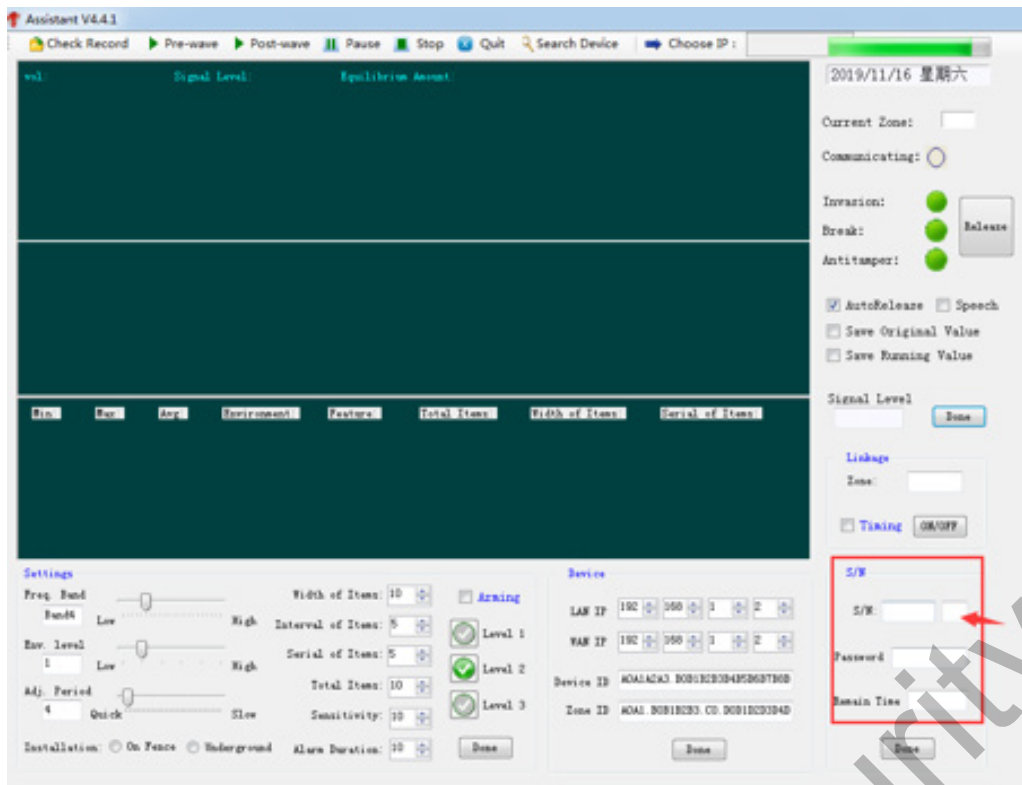 Assistant V4.4.1
Check Record Pre-wave Post-wave Pause Stop Quit Search Device Choose IP :
vol: Signal Level: Equilibrium Amount:
2019/11/16 星期六
Current Zone:
Communicating:
Invasion:
Break:
Release
Antitamper:
AutoRelease Speech
Save Original Value
Save Running Value
Min: Max: Avg: Environment: Feature: Total Items: Width of Items: Serial of Items:
Signal Level
Done
Linkage
Zone:
Timing ON/OFF
Settings
Freq. Band
Band4 Low High
Env. level
1 Low High
Adj. Period
4 Quick Slow
Installation: On Fence Underground
Width of Items: 10
Interval of Items: 5
Serial of Items: 5
Total Items: 10
Sensitivity: 10
Alarm Duration: 10
Arming
Level 1
Level 2
Level 3
Done
Device
LAN IP 192 168 1 2
WAN IP 192 168 1 2
Device ID
Zone ID
Done
S/N
S/N:
Password
Remain Time
Done